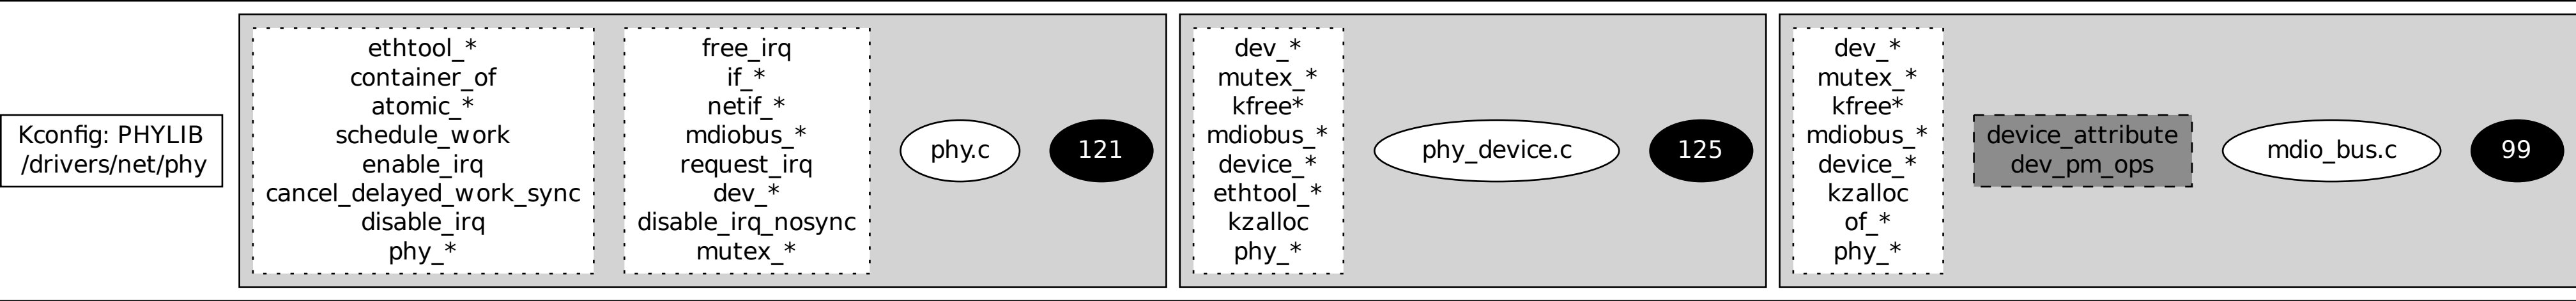 Kconfig: PHYLIB
/drivers/net/phy
ethtool_*
container_of
atomic_*
schedule_work
enable_irq
cancel_delayed_work_sync
disable_irq
phy_*
free_irq
if_*
netif_*
mdiobus_*
request_irq
dev_*
disable_irq_nosync
mutex_*
phy.c
121
dev_*
mutex_*
kfree*
mdiobus_*
device_*
ethtool_*
kzalloc
phy_*
phy_device.c
125
dev_*
mutex_*
kfree*
mdiobus_*
device_*
kzalloc
of_*
phy_*
device_attribute
dev_pm_ops
mdio_bus.c
99